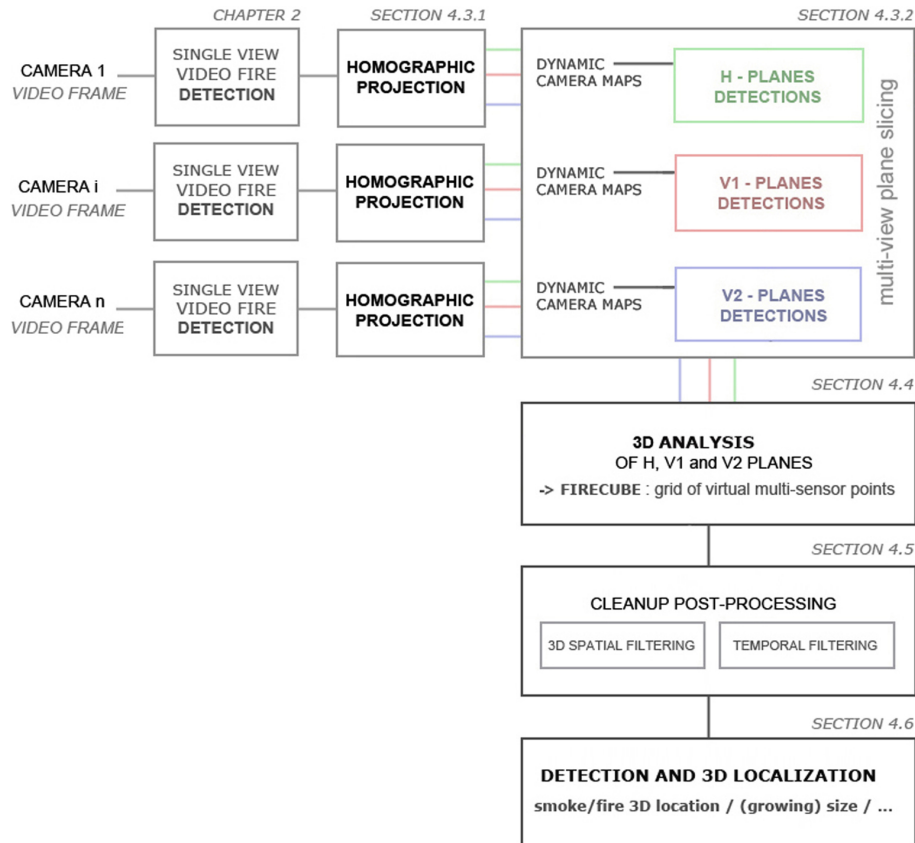 CHAPTER 2
SECTION 4.3.1
SECTION 4.3.2
CAMERA 1
VIDEO FRAME
SINGLE VIEW
VIDEO FIRE
DETECTION
HOMOGRAPHIC
PROJECTION
DYNAMIC
CAMERA MAPS
H - PLANES
DETECTIONS
CAMERA i
VIDEO FRAME
SINGLE VIEW
VIDEO FIRE
DETECTION
HOMOGRAPHIC
PROJECTION
DYNAMIC
CAMERA MAPS
V1 - PLANES
DETECTIONS
CAMERA n
VIDEO FRAME
SINGLE VIEW
VIDEO FIRE
DETECTION
HOMOGRAPHIC
PROJECTION
DYNAMIC
CAMERA MAPS
V2 - PLANES
DETECTIONS
multi-view plane slicing
SECTION 4.4
3D ANALYSIS
OF H, V1 and V2 PLANES
-> FIRECUBE : grid of virtual multi-sensor points
SECTION 4.5
CLEANUP POST-PROCESSING
3D SPATIAL FILTERING
TEMPORAL FILTERING
SECTION 4.6
DETECTION AND 3D LOCALIZATION
smoke/fire 3D location / (growing) size / ...